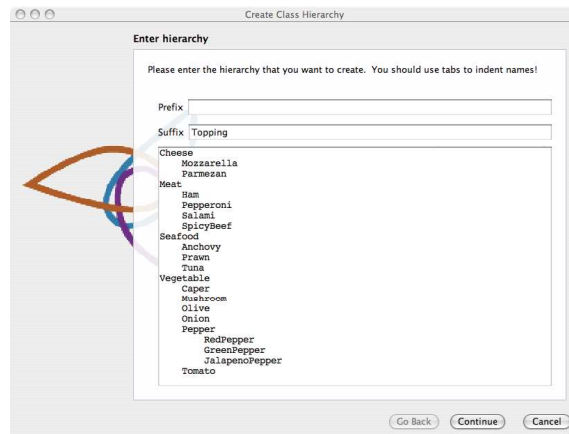 Create Class Hierarchy
Enter hierarchy
Please enter the hierarchy that you want to create. You should use tabs to indent names!
Prefix
Suffix Topping
Cheese
Mozzarella
Parmezan
Meat
Ham
Pepperoni
Salami
SpicyBeef
Seafood
Anchovy
Prawn
Tuna
Vegetable
Caper
Mushroom
Olive
Onion
Pepper
RedPepper
GreenPepper
JalapenoPepper
Tomato
Go Back Continue Cancel